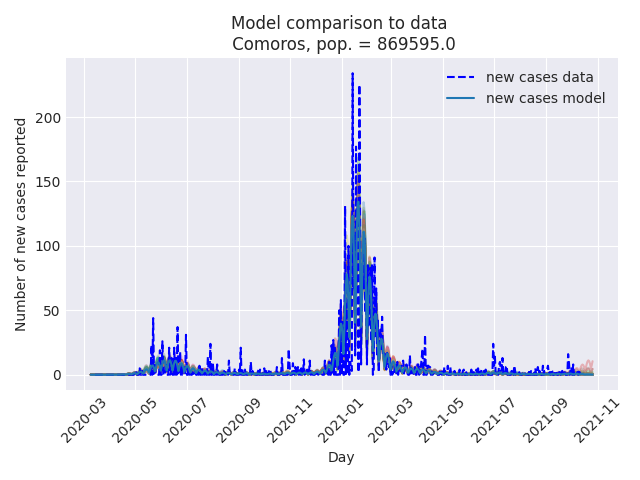 Model comparison to data
Comoros, pop. = 869595.0
new cases data
new cases model
Number of new cases reported
200
150
100
50
0
2020-03
2020-05
2020-07
2020-09
2020-11
2021-01
2021-03
2021-05
2021-07
2021-09
2021-11
Day